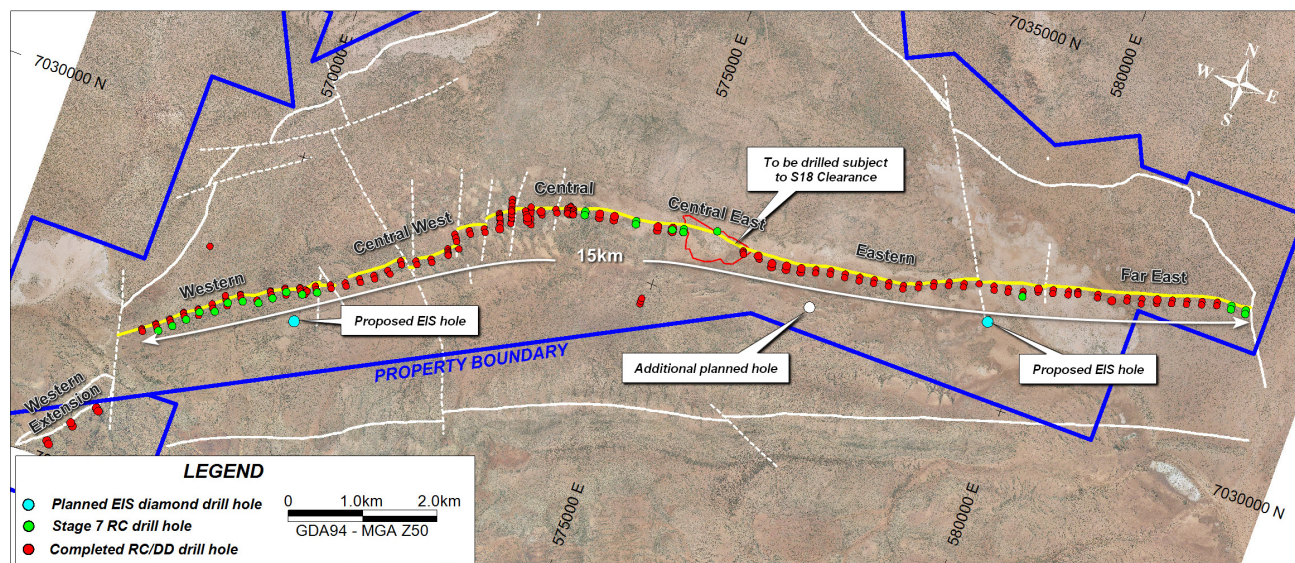 7030000 N
570000 E
575000 E
7035000 N
580000 E
N
W
E
S
To be drilled subject
to S18 Clearance
Central
Central East
Central West
Eastern
15km
Far East
Western
Proposed EIS hole
PROPERTY BOUNDARY
Additional planned hole
Proposed EIS hole
Western
Extension
575000 E
580000 E
7030000 N
LEGEND
Planned EIS diamond drill hole
Stage 7 RC drill hole
Completed RC/DD drill hole
0 1.0km 2.0km
GDA94 - MGA Z50